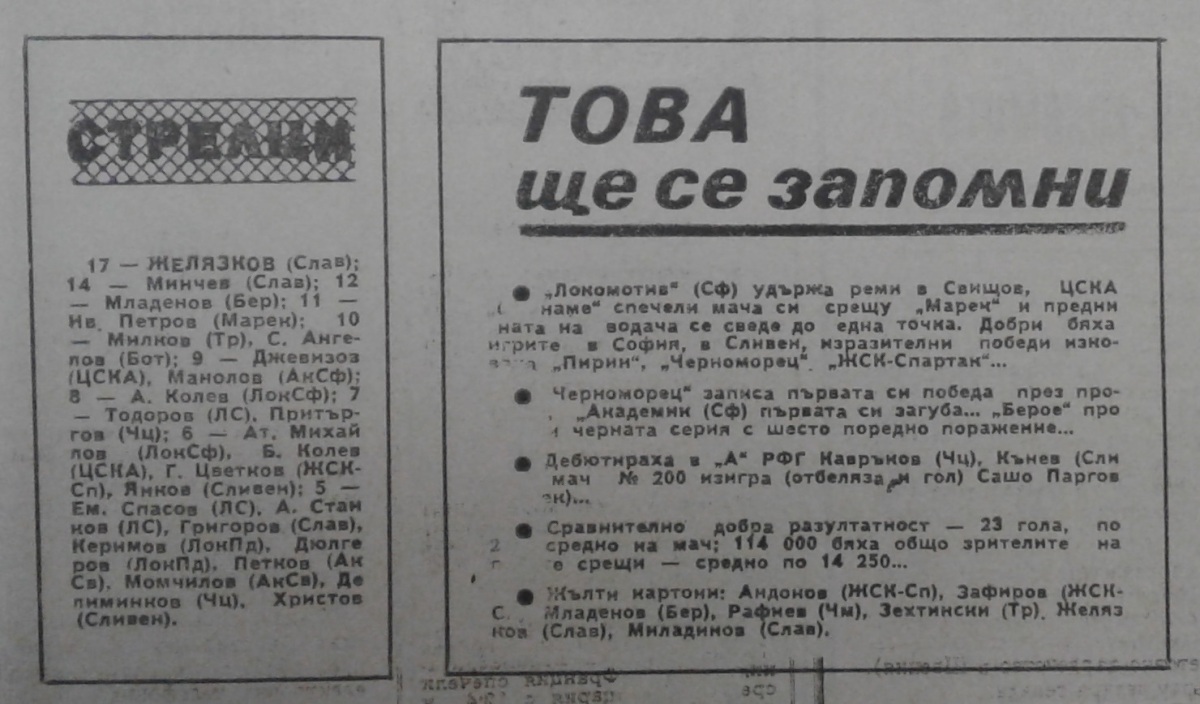 СТРЕЛЦИ
17 — ЖЕЛЯЗКОВ (Слав);
14 — Минчев (Слав); 12
— Младенов (Бер); 11 —
Ив. Петров (Марек); 10
— Милков (Тр), С. Анге-
лов (Бот); 9 — Джевизов
(ЦСКА), Манолов (АкСф);
8 — А. Колев (ЛокСф); 7
— Тодоров (ЛС), Притър-
гов (Чц); 6 — Ат. Михай
лов (ЛокСф), Б. Колев
(ЦСКА), Г. Цветков (ЖСК-
Сп), Янков (Сливен); 5 —
Ем. Спасов (ЛС), А. Стан
ков (ЛС), Григоров (Слав),
Керимов (ЛокПд), Дюлге
ров (ЛокПд), Петков (Ак
Св), Момчилов (АкСв), Де
лиминков (Чц), Христов
(Сливен).
ТОВА
ще се запомни
● „Локомотив“ (Сф) удържа реми в Свищов, ЦСКА
наме“ спечели мача си срещу „Марек“ и предни
ната на водача се сведе до една точка. Добри бяха
игрите в София, в Сливен, изразителни победи изко-
„Пирин“, „Черноморец“, „ЖСК-Спартак“...
● Черноморец“ записа първата си победа през про-
„Академик (Сф) първата си загуба... „Берое“ про
черната серия с шесто поредно поражение...
● Дебютираха в „А“ РФГ Кавръков (Чц), Кънев (Сли
мач № 200 изигра (отбеляза и гол) Сашо Паргов
ек)...
● Сравнително добра разултатност — 23 гола, по
2 средно на мач; 114 000 бяха общо зрителите на
е срещи — средно по 14 250...
● Жълти картони: Андонов (ЖСК-Сп), Зафиров (ЖСК-
С. Младенов (Бер), Рафиев (Чм), Зехтински (Тр). Желяз
ков (Слав), Миладинов (Слав).